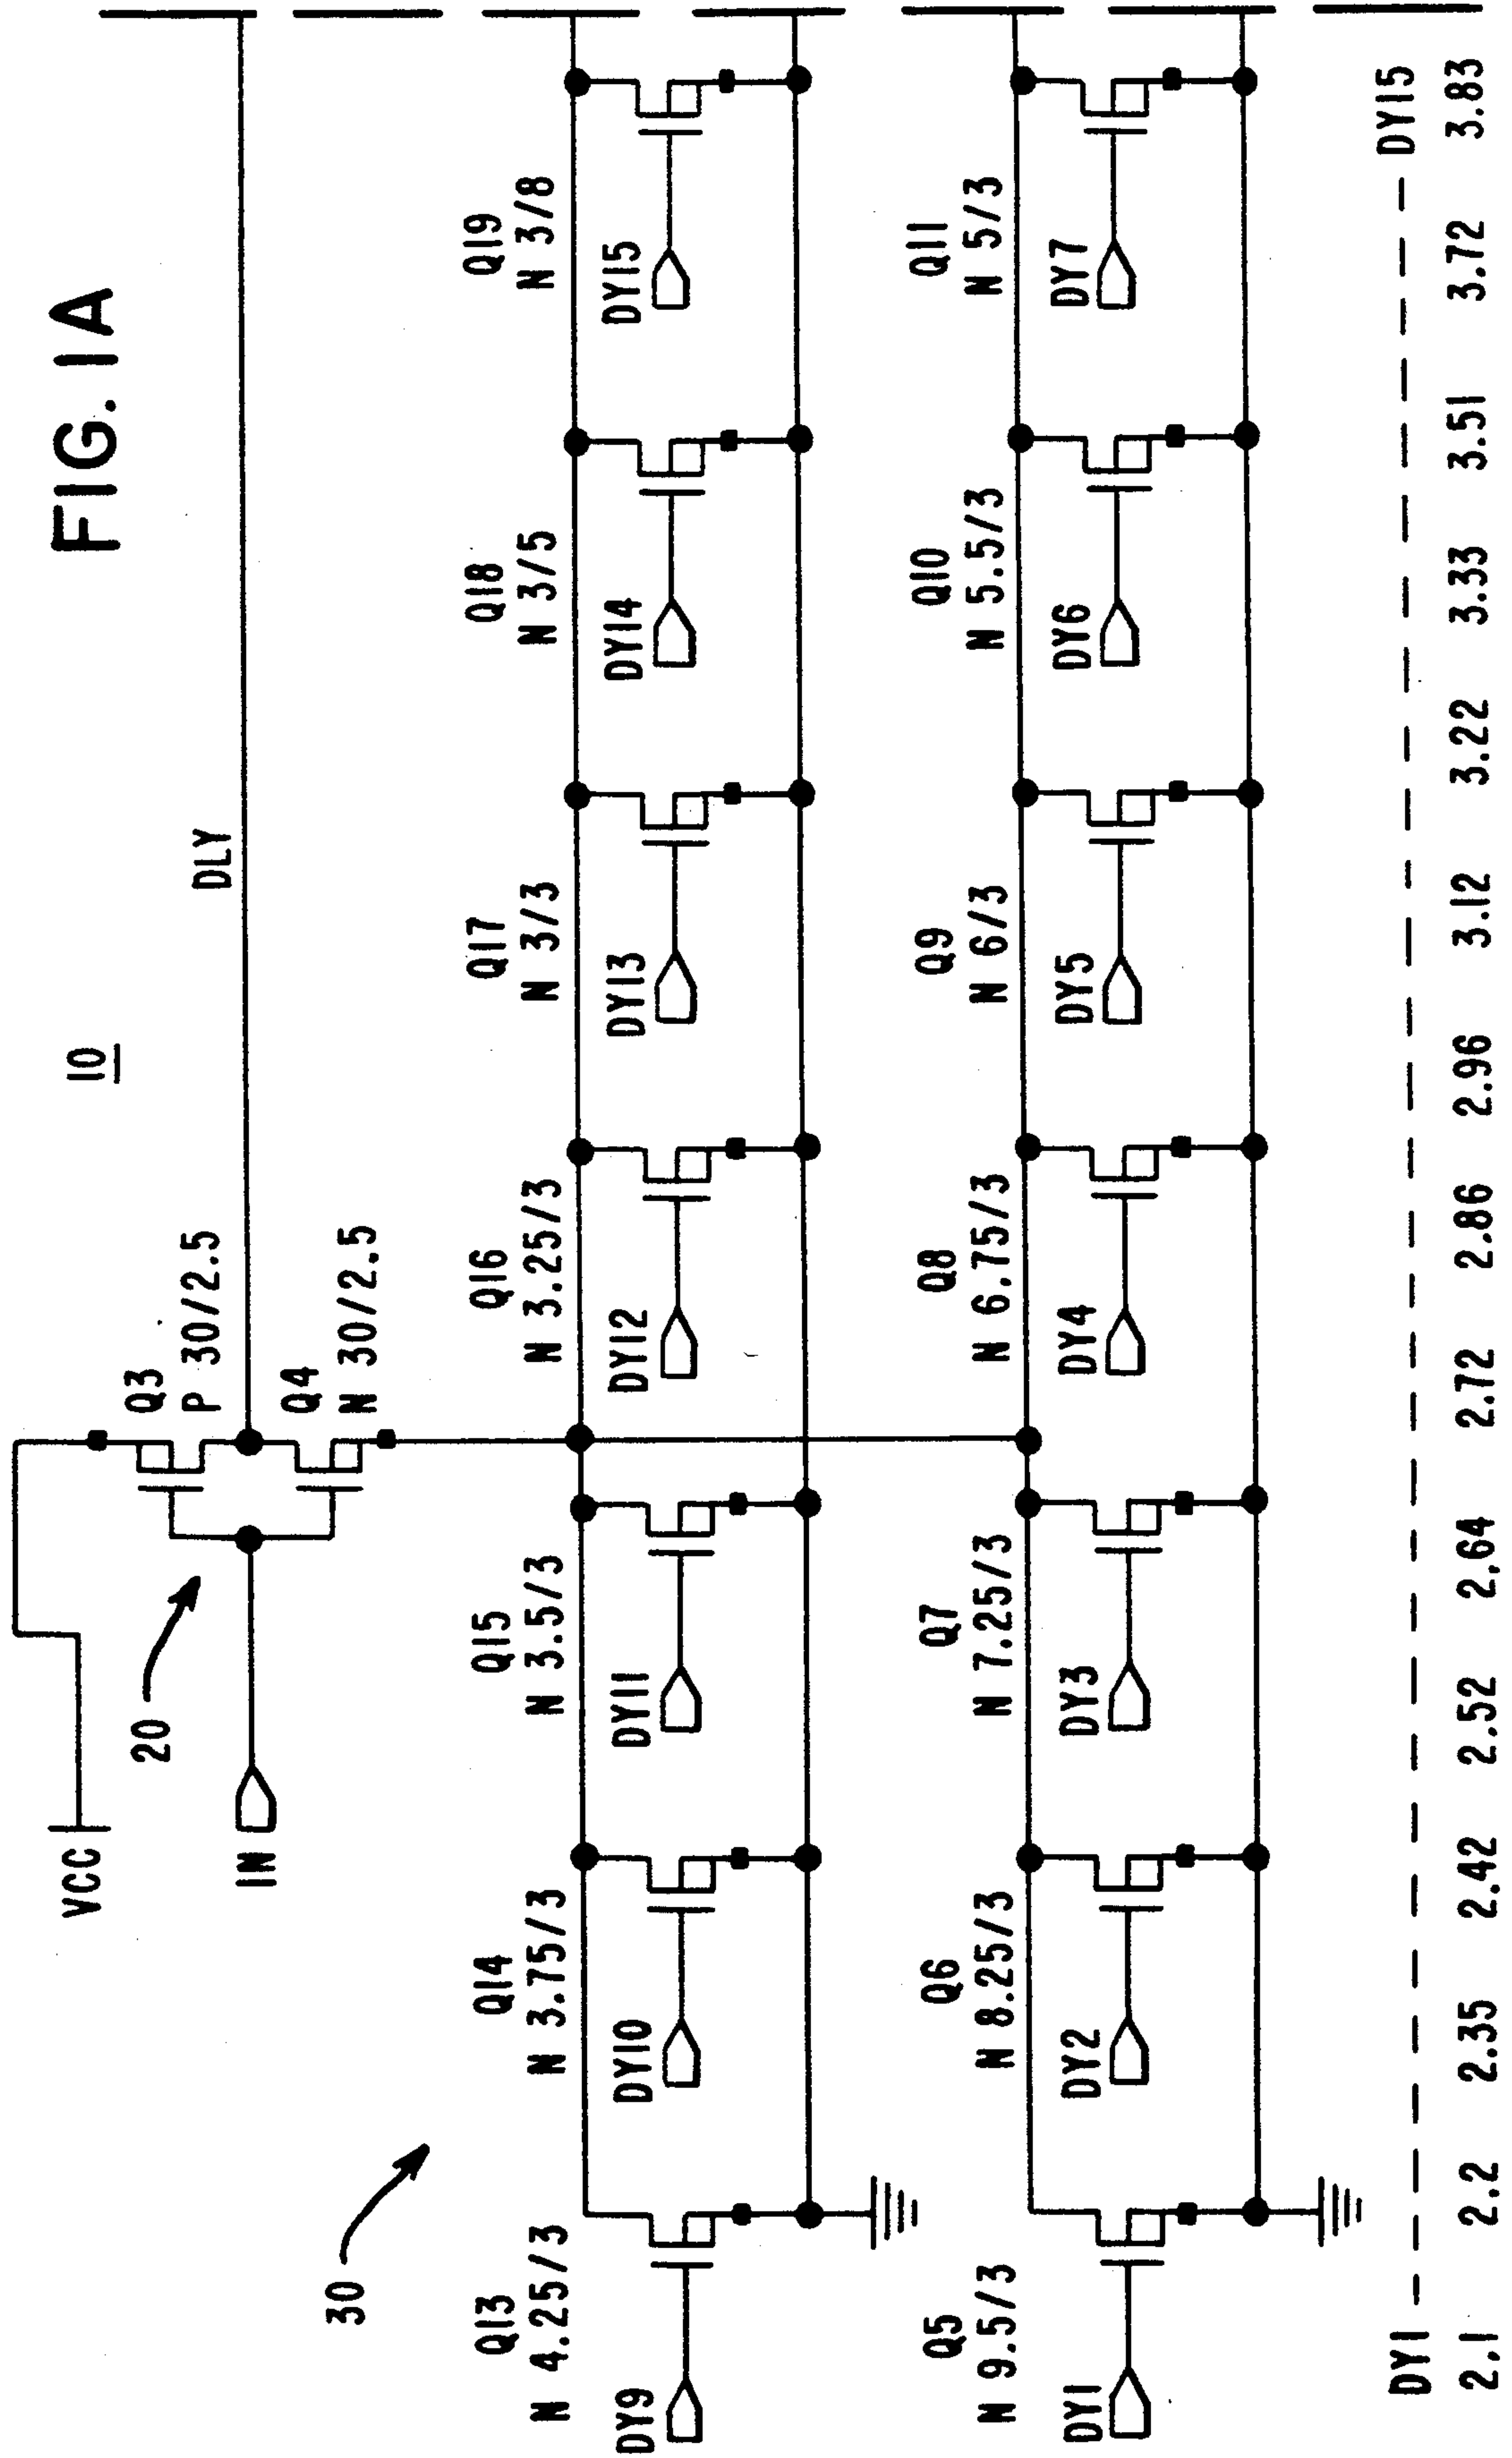 FIG. 1A
10
VCC
20
Q3
P 30/2.5
DLY
IN
Q4
N 30/2.5
30
Q13
N 4.25/3
Q14
N 3.75/3
Q15
N 3.5/3
Q16
N 3.25/3
Q17
N 3/3
Q18
N 3/5
Q19
N 3/8
DY9
DY10
DY11
DY12
DY13
DY14
DY15
Q5
N 9.5/3
Q6
N 8.25/3
Q7
N 7.25/3
Q8
N 6.75/3
Q9
N 6/3
Q10
N 5.5/3
Q11
N 5/3
DY1
DY2
DY3
DY4
DY5
DY6
DY7
DY1 DY15
2.1 2.2 2.35 2.42 2.52 2.64 2.72 2.86 2.96 3.12 3.22 3.33 3.51 3.72 3.83